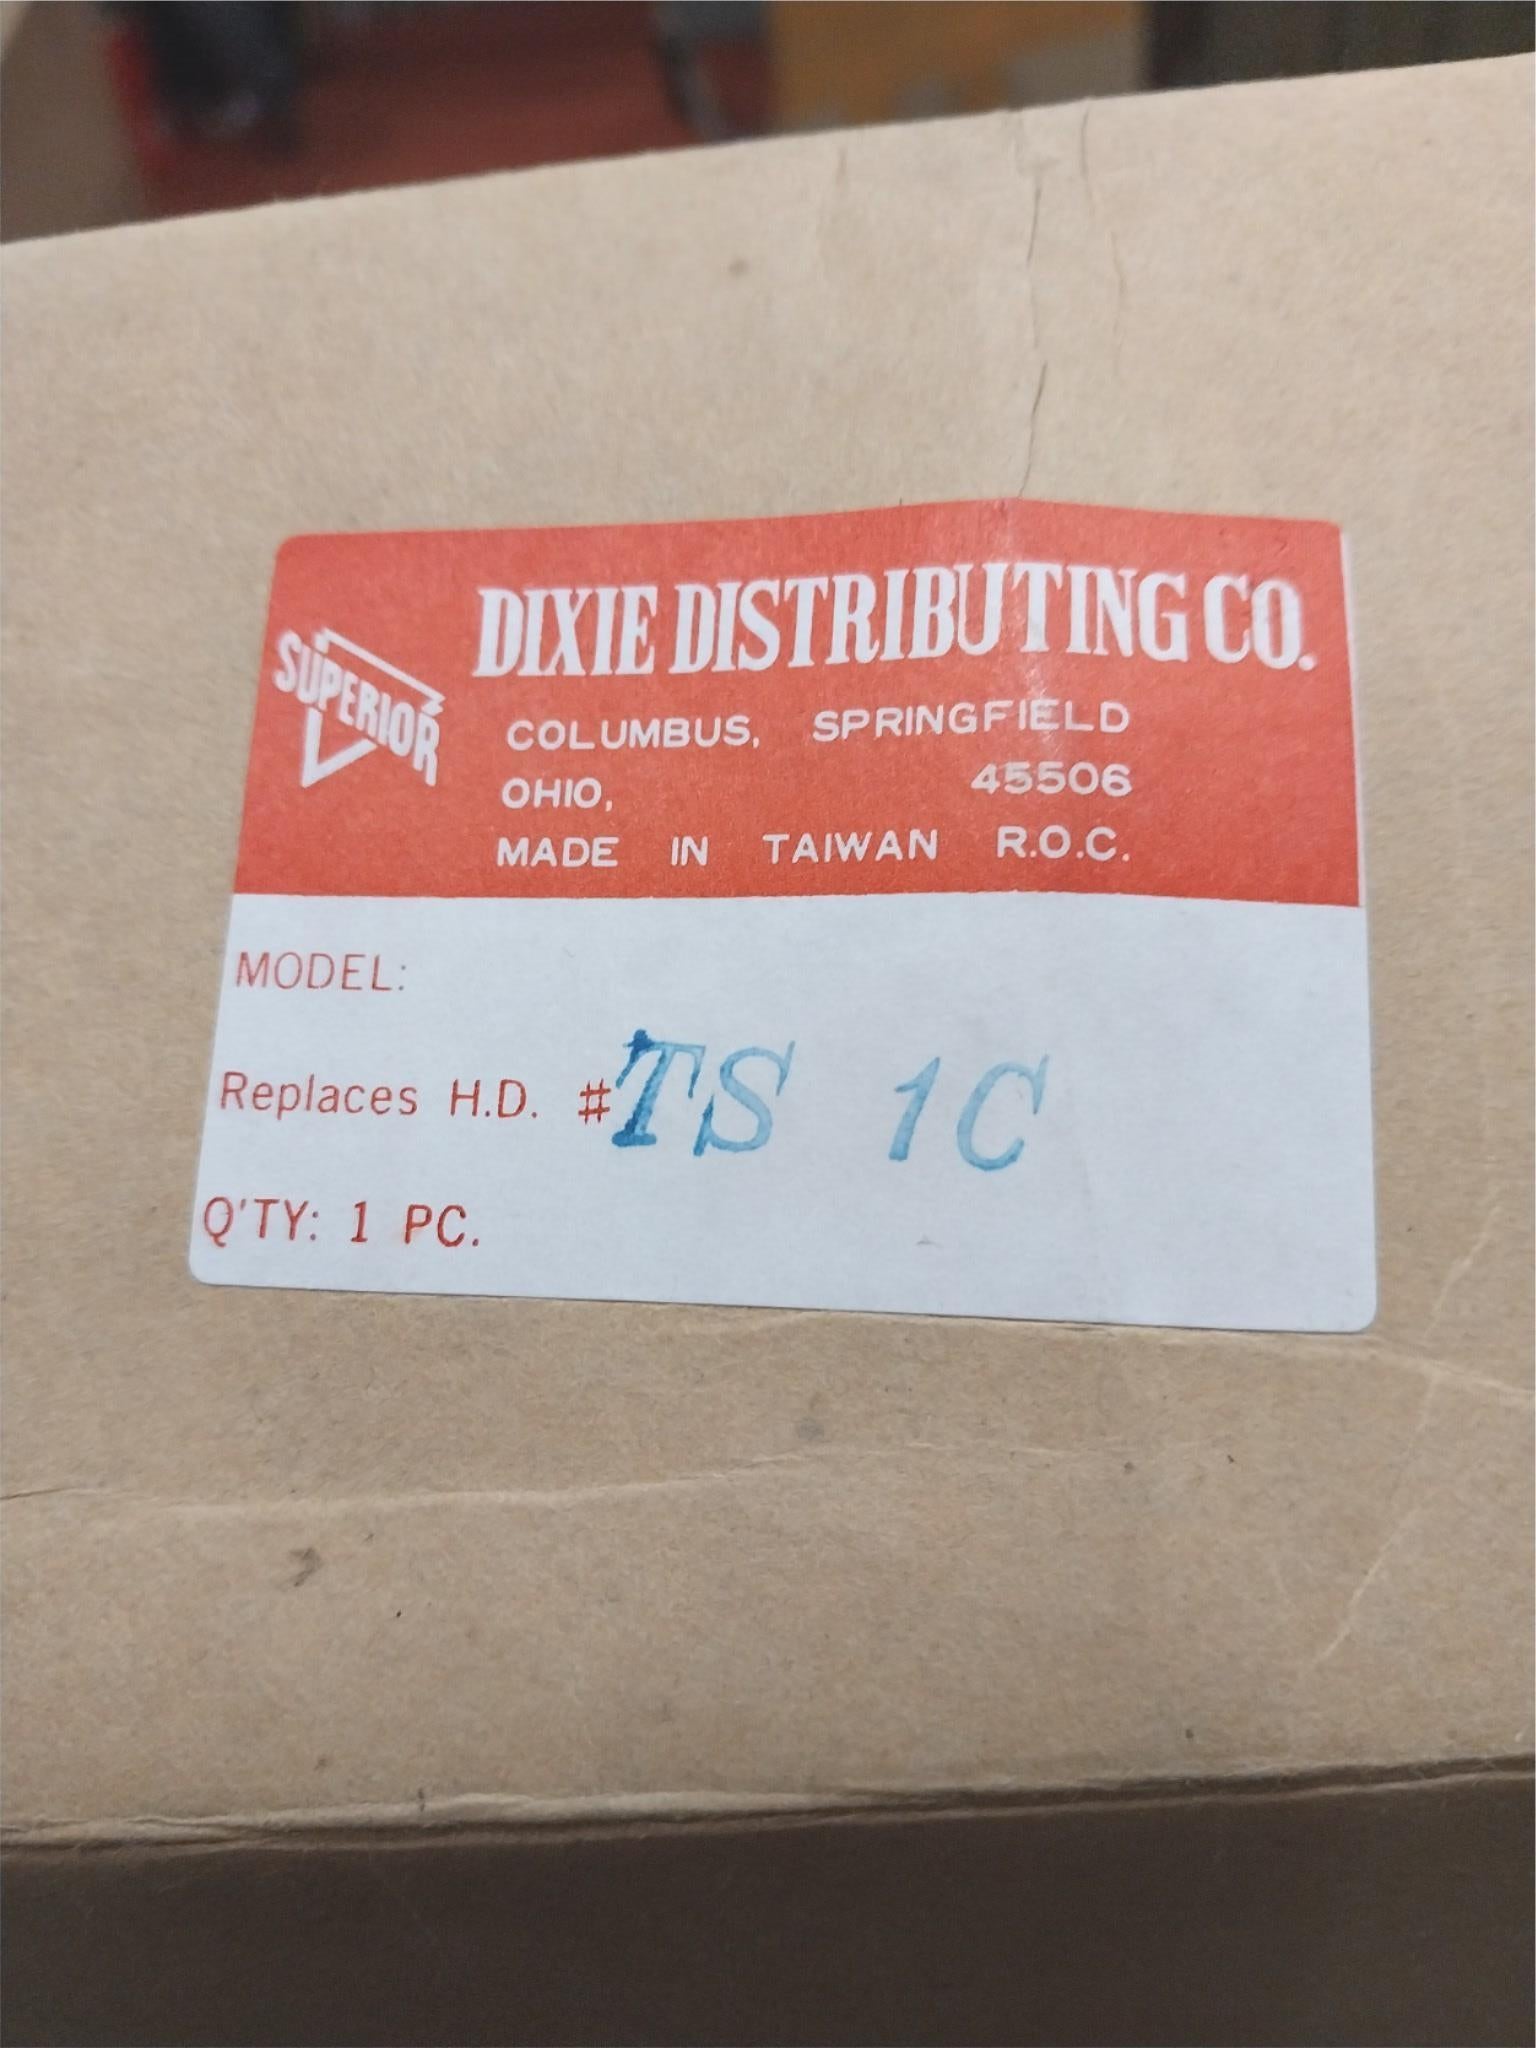 SUPERIOR
DIXIE DISTRIBUTING CO.
COLUMBUS, SPRINGFIELD
OHIO, 45506
MADE IN TAIWAN R.O.C.
MODEL:
Replaces H.D. #TS 1C
Q'TY: 1 PC.